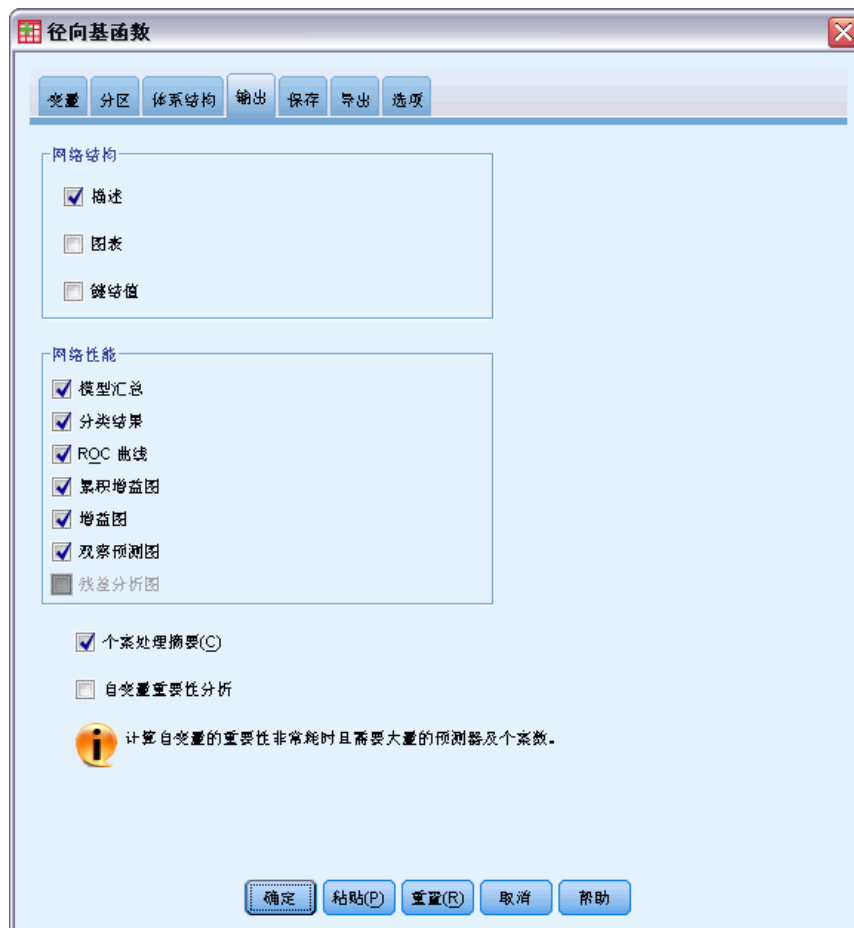 径向基函数
变量 分区 体系结构 输出 保存 导出 选项
网络结构
描述
图表
键结值
网络性能
模型汇总
分类结果
ROC 曲线
累积增益图
增益图
观察预测图
残差分析图
个案处理摘要(C)
自变量重要性分析
计算自变量的重要性非常耗时且需要大量的预测器及个案数。
确定 粘贴(P) 重置(R) 取消 帮助